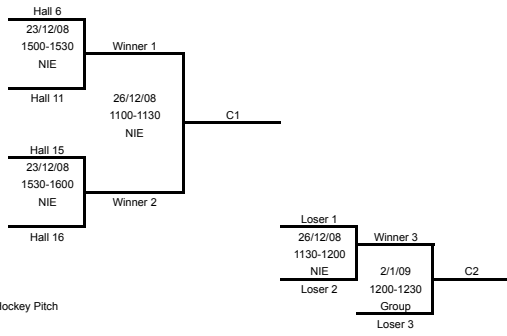 Hall 6
23/12/08
1500-1530
NIE
Winner 1
Hall 11
26/12/08
1100-1130
NIE
C1
Hall 15
23/12/08
1530-1600
NIE
Winner 2
Hall 16
Loser 1
26/12/08
1130-1200
NIE
Winner 3
Loser 2
2/1/09
1200-1230
Group
C2
Loser 3
Hockey Pitch